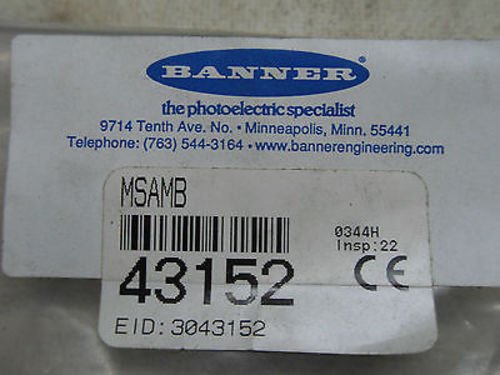 BANNER
the photoelectric specialist
9714 Tenth Ave. No. • Minneapolis, Minn. 55441
Telephone: (763) 544-3164 • www.bannerengineering.com
MSAMB
0344H
Insp:22
43152
CE
EID: 3043152